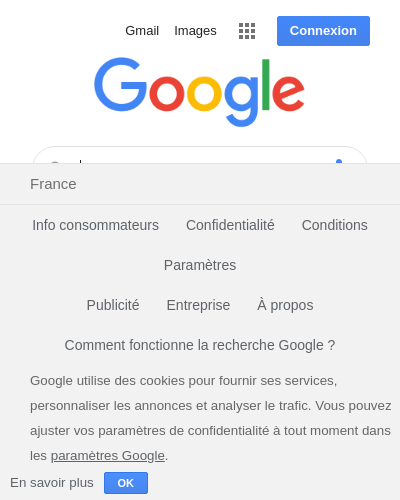 Gmail Images Connexion
Google
France
Info consommateurs Confidentialité Conditions
Paramètres
Publicité Entreprise À propos
Comment fonctionne la recherche Google ?
Google utilise des cookies pour fournir ses services,
personnaliser les annonces et analyser le trafic. Vous pouvez
ajuster vos paramètres de confidentialité à tout moment dans
les paramètres Google.
En savoir plus OK